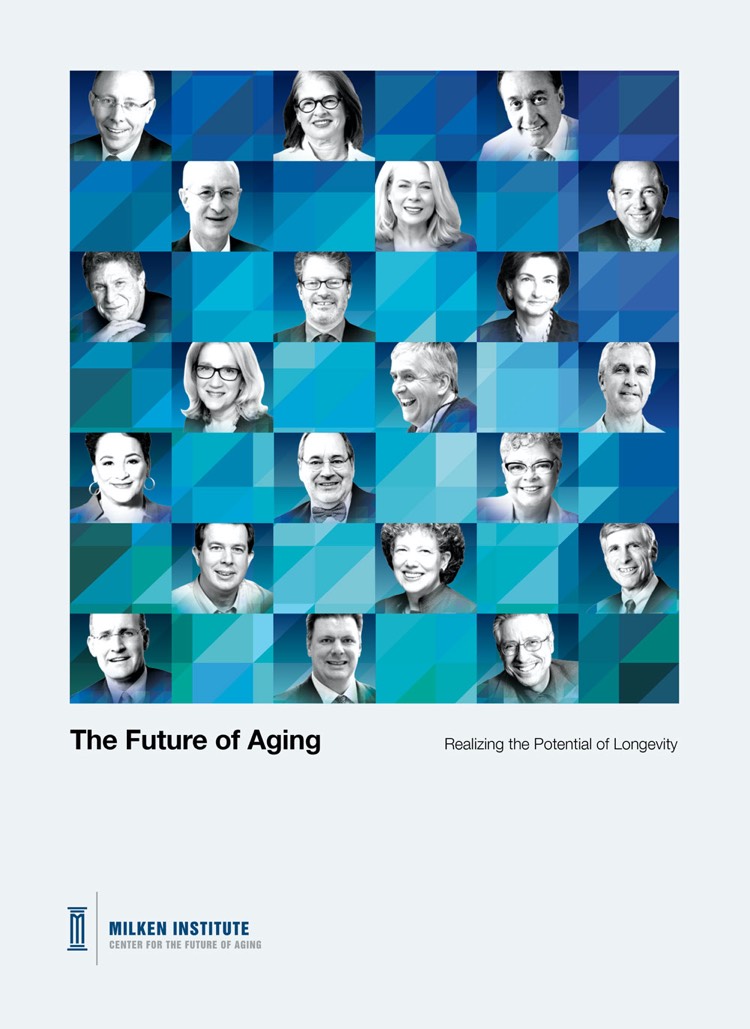 The Future of Aging
Realizing the Potential of Longevity
MILKEN INSTITUTE
CENTER FOR THE FUTURE OF AGING